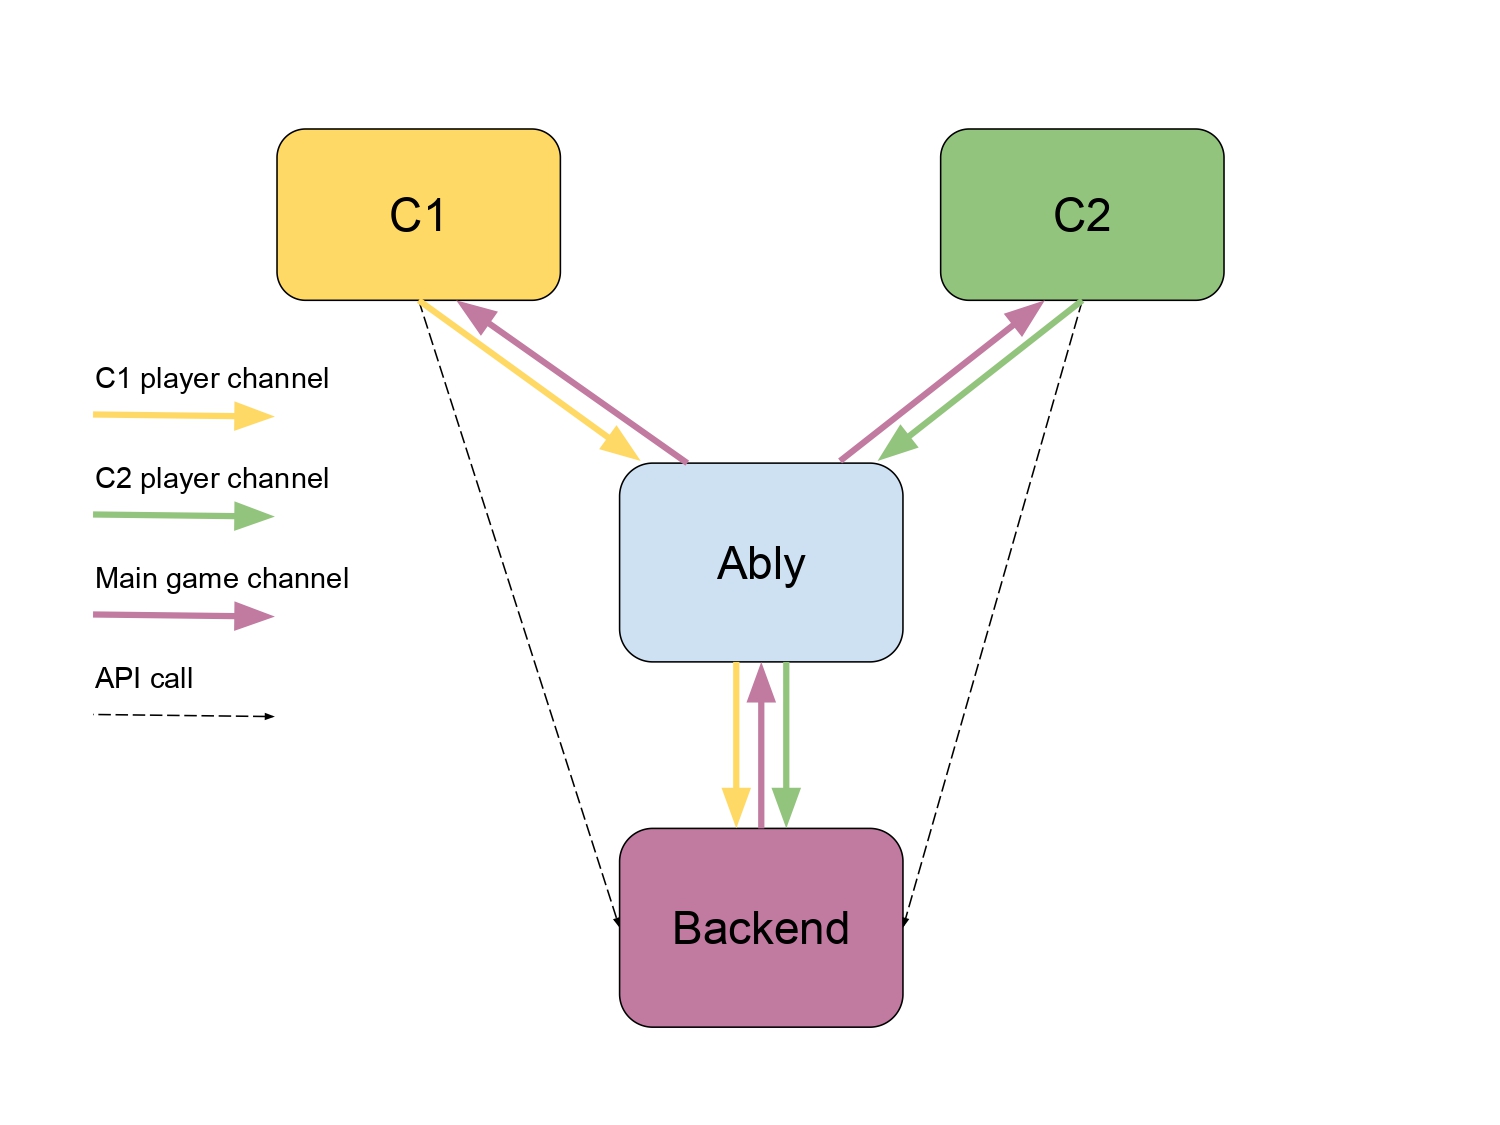 C1
C2
C1 player channel
C2 player channel
Main game channel
API call
Ably
Backend